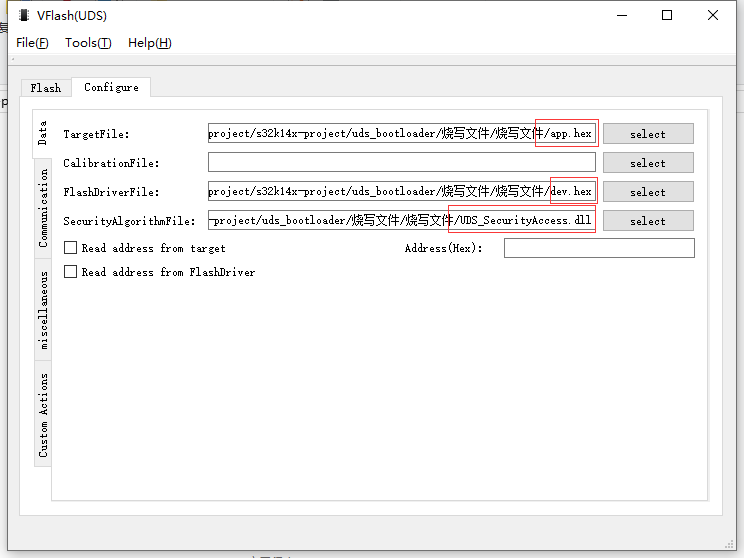 VFlash(UDS)
File(F) Tools(T) Help(H)
Flash Configure
Data
Communication
miscellaneous
Custom Actions
TargetFile: project/s32k14x-project/uds_bootloader/烧写文件/烧写文件/app.hex select
CalibrationFile: select
FlashDriverFile: project/s32k14x-project/uds_bootloader/烧写文件/烧写文件/dev.hex select
SecurityAlgorithmFile: -project/uds_bootloader/烧写文件/烧写文件/UDS_SecurityAccess.dll select
Read address from target Address(Hex):
Read address from FlashDriver